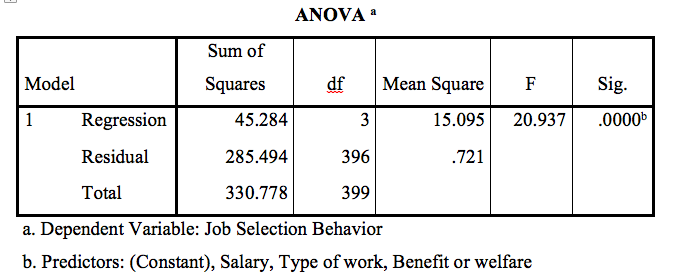 ANOVA a
Sum of
Model Squares df Mean Square F Sig.
1 Regression 45.284 3 15.095 20.937 .0000b
Residual 285.494 396 .721
Total 330.778 399
a. Dependent Variable: Job Selection Behavior
b. Predictors: (Constant), Salary, Type of work, Benefit or welfare